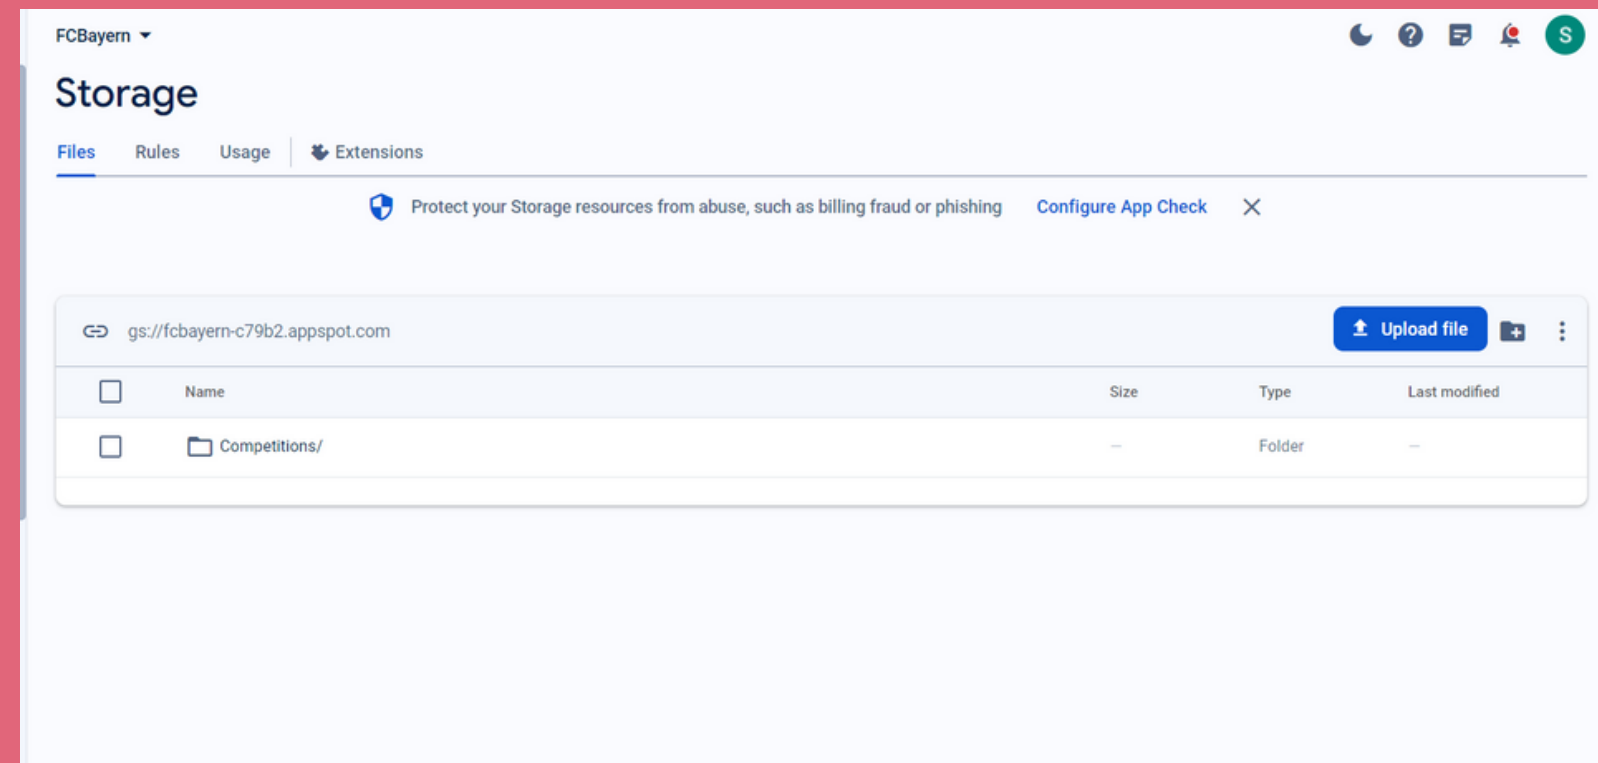 FCBayern
S
Storage
Files Rules Usage Extensions
Protect your Storage resources from abuse, such as billing fraud or phishing Configure App Check
gs://fcbayern-c79b2.appspot.com Upload file
Name Size Type Last modified
Competitions/ — Folder —